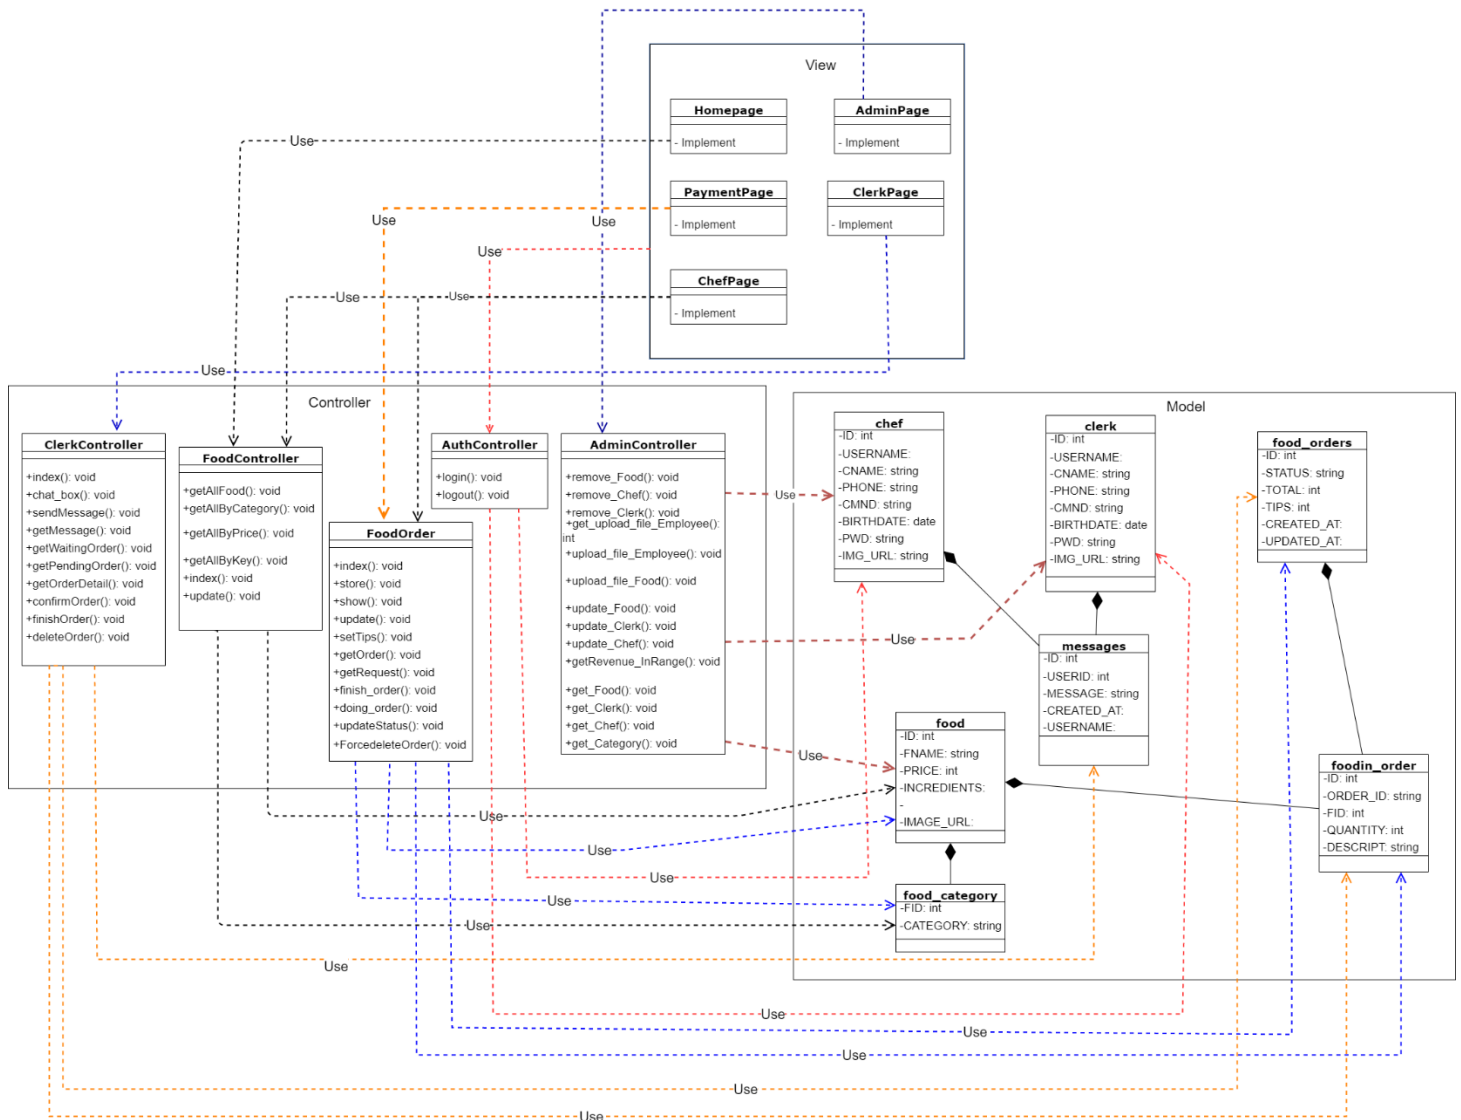 View
Homepage
- Implement
AdminPage
- Implement
Use
PaymentPage
- Implement
ClerkPage
- Implement
Use
Use
Use
ChefPage
- Implement
Use
Use
Use
Controller
ClerkController
+index(): void
+chat_box(): void
+sendMessage(): void
+getMessage(): void
+getWaitingOrder(): void
+getPendingOrder(): void
+getOrderDetail(): void
+confirmOrder(): void
+finishOrder(): void
+deleteOrder(): void
FoodController
+getAllFood(): void
+getAllByCategory(): void
+getAllByPrice(): void
+getAllByKey(): void
+index(): void
+update(): void
FoodOrder
+index(): void
+store(): void
+show(): void
+update(): void
+setTips(): void
+getOrder(): void
+getRequest(): void
+finish_order(): void
+doing_order(): void
+updateStatus(): void
+ForcedeleteOrder(): void
AuthController
+login(): void
+logout(): void
AdminController
+remove_Food(): void
+remove_Chef(): void
+remove_Clerk(): void
+get_upload_file_Employee():
int
+upload_file_Employee(): void
+upload_file_Food(): void
+update_Food(): void
+update_Clerk(): void
+update_Chef(): void
+getRevenue_InRange(): void
+get_Food(): void
+get_Clerk(): void
+get_Chef(): void
+get_Category(): void
Model
chef
-ID: int
-USERNAME:
-CNAME: string
-PHONE: string
-CMND: string
-BIRTHDATE: date
-PWD: string
-IMG_URL: string
clerk
-ID: int
-USERNAME:
-CNAME: string
-PHONE: string
-CMND: string
-BIRTHDATE: date
-PWD: string
-IMG_URL: string
food_orders
-ID: int
-STATUS: string
-TOTAL: int
-TIPS: int
-CREATED_AT:
-UPDATED_AT:
messages
-ID: int
-USERID: int
-MESSAGE: string
-CREATED_AT:
-USERNAME:
food
-ID: int
-FNAME: string
-PRICE: int
-INCREDIENTS:
-
-IMAGE_URL:
foodin_order
-ID: int
-ORDER_ID: string
-FID: int
-QUANTITY: int
-DESCRIPT: string
food_category
-FID: int
-CATEGORY: string
Use
Use
Use
Use
Use
Use
Use
Use
Use
Use
Use
Use
Use
Use